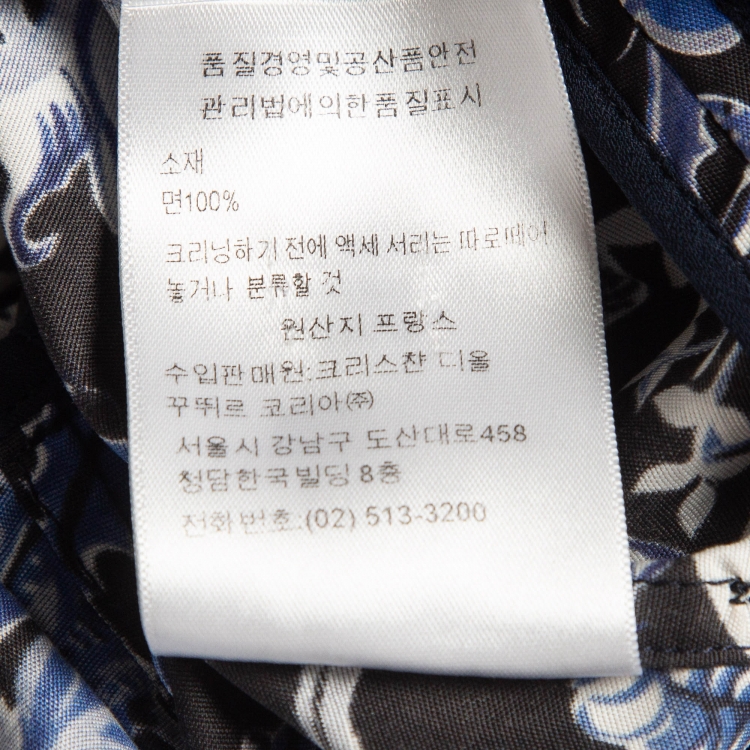 품질경영및공산품안전
관리법에의한품질표시
소재
면100%
크리닝하기 전에 액세서리는 따로떼어
놓거나 분류할 것
원산지 프랑스
수입판매원:크리스챤 디올
꾸뛰르 코리아㈜
서울시 강남구 도산대로458
청담한국빌딩 8층
전화번호:(02) 513-3200